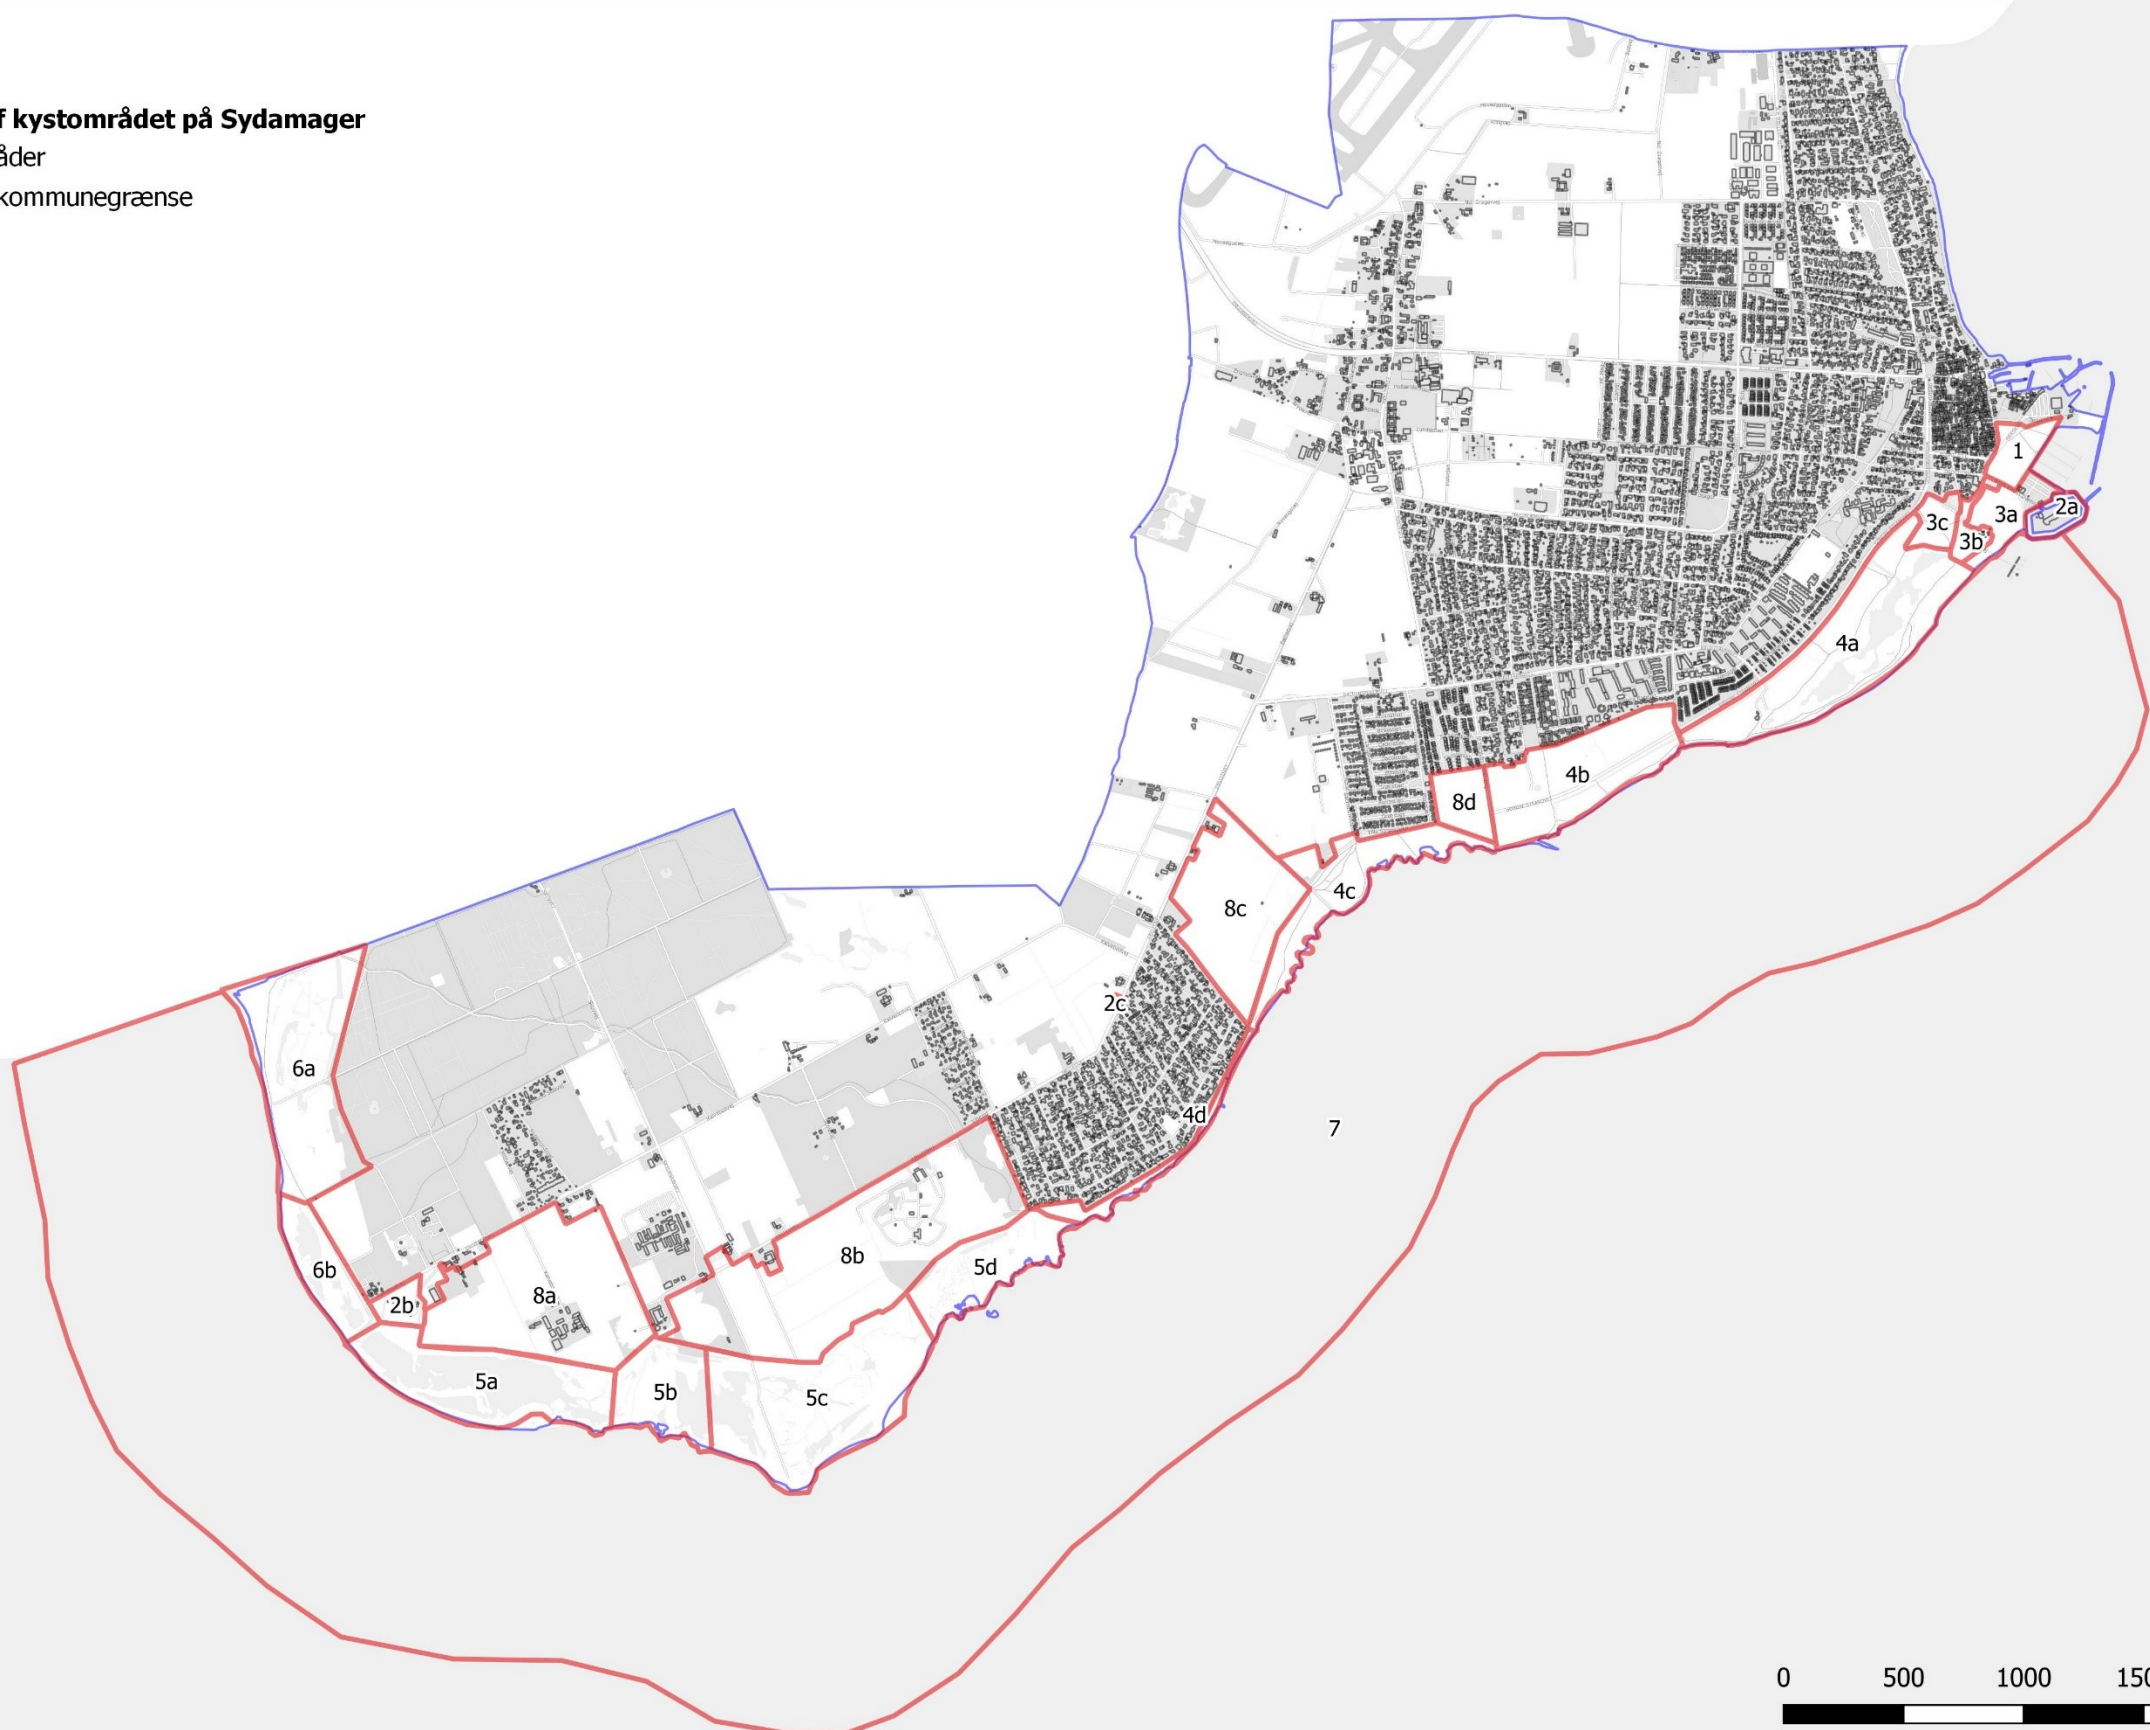 f kystområdet på Sydamager
åder
kommunegrænse
1
2a
3a
3c
3b
4a
4b
8d
4c
8c
2c
6a
4d
7
8b
5d
6b
8a
2b
5a
5b
5c
0 500 1000 150